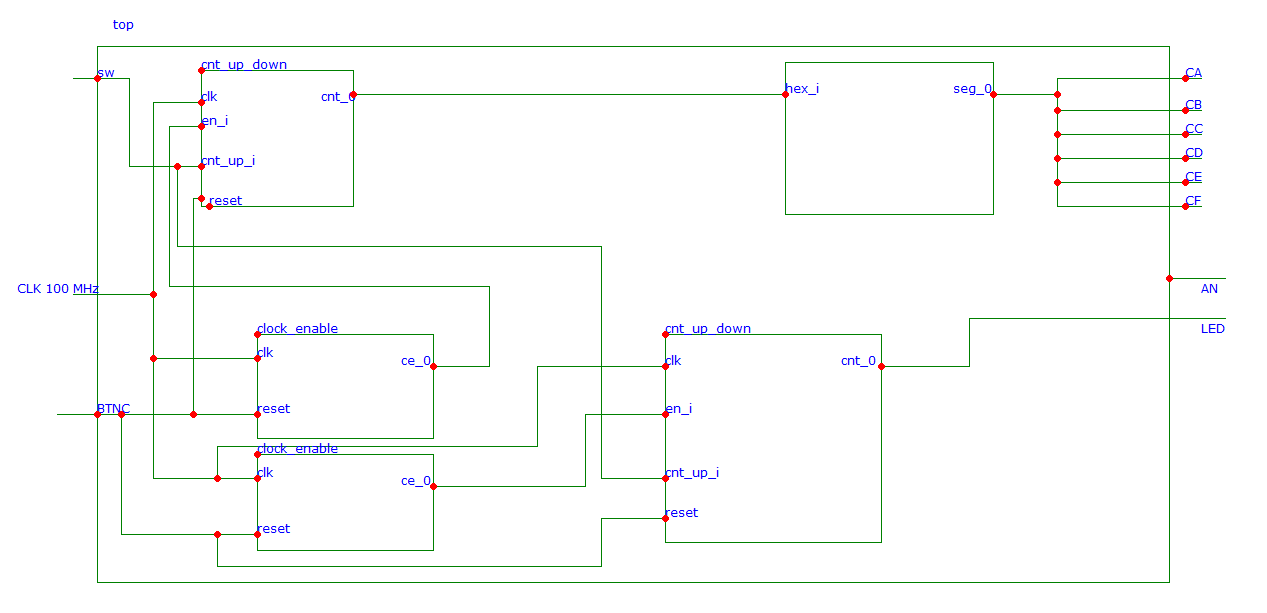 top
sw
cnt_up_down
clk
cnt_0
en_i
cnt_up_i
reset
hex_i
seg_0
CA
CB
CC
CD
CE
CF
CLK 100 MHz
AN
LED
clock_enable
clk
ce_0
BTNC
reset
clock_enable
clk
ce_0
reset
cnt_up_down
clk
cnt_0
en_i
cnt_up_i
reset